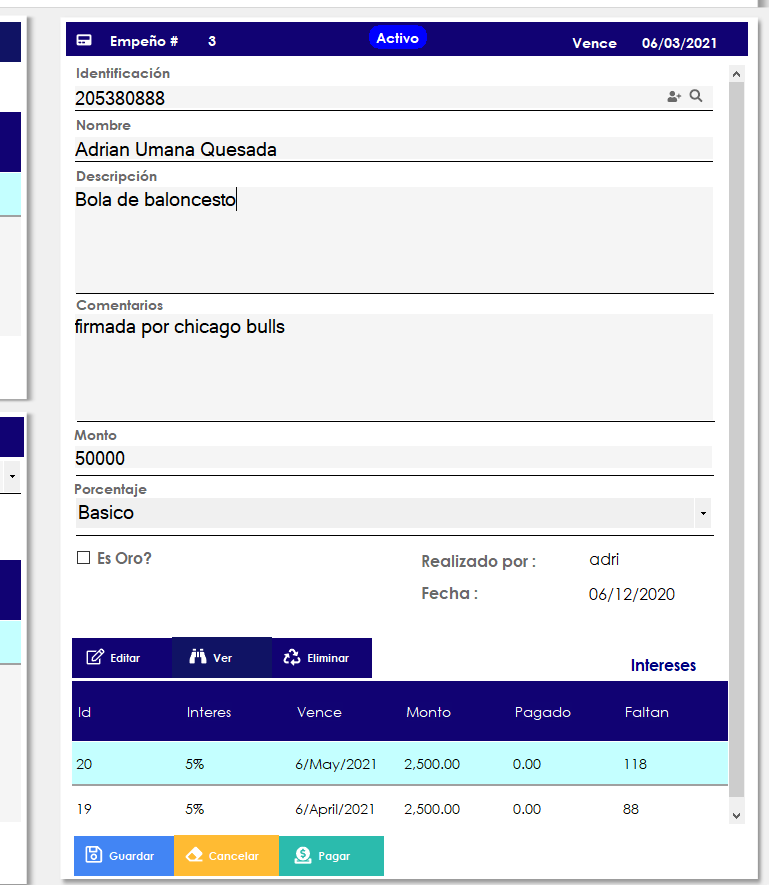 Empeño # 3 Activo Vence 06/03/2021
Identificación
205380888
Nombre
Adrian Umana Quesada
Descripción
Bola de baloncesto
Comentarios
firmada por chicago bulls
Monto
50000
Porcentaje
Basico
Es Oro? Realizado por : adri
Fecha : 06/12/2020
Editar Ver Eliminar Intereses
Id Interes Vence Monto Pagado Faltan
20 5% 6/May/2021 2,500.00 0.00 118
19 5% 6/April/2021 2,500.00 0.00 88
Guardar Cancelar Pagar